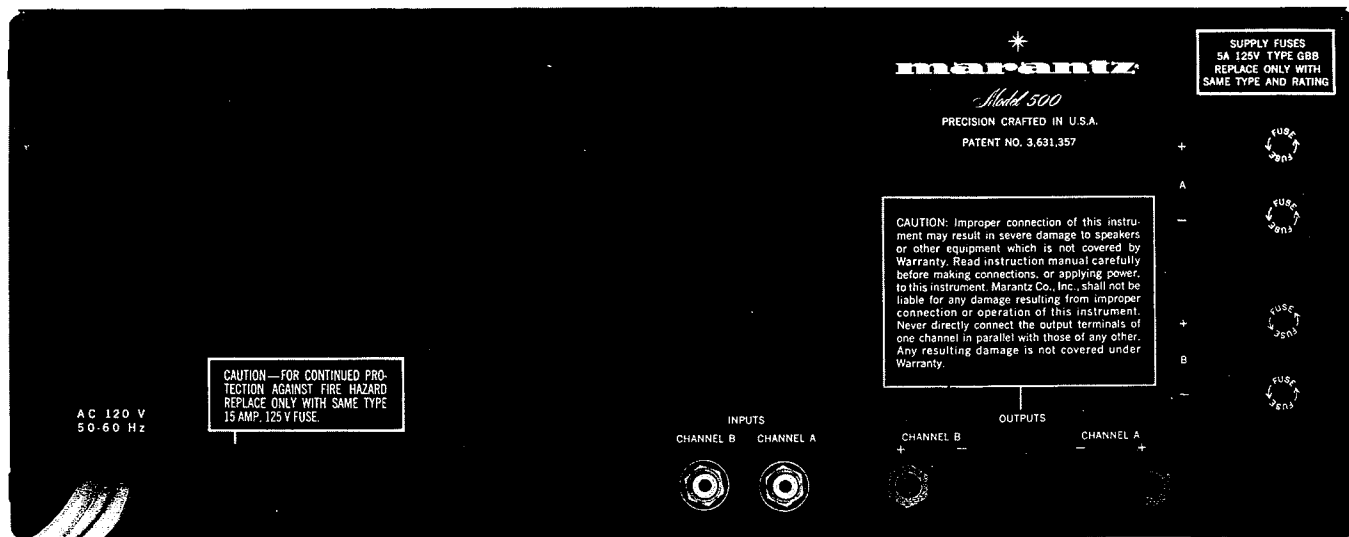 marantz
Model 500
PRECISION CRAFTED IN U.S.A.
PATENT NO. 3,631,357
SUPPLY FUSES
5A 125V TYPE GBB
REPLACE ONLY WITH
SAME TYPE AND RATING
+
A
−
FUSE FUSE
FUSE FUSE
CAUTION: Improper connection of this instru-
ment may result in severe damage to speakers
or other equipment which is not covered by
Warranty. Read instruction manual carefully
before making connections, or applying power,
to this instrument. Marantz Co., Inc., shall not be
liable for any damage resulting from improper
connection or operation of this instrument.
Never directly connect the output terminals of
one channel in parallel with those of any other.
Any resulting damage is not covered under
Warranty.
+
B
−
FUSE FUSE
FUSE FUSE
CAUTION—FOR CONTINUED PRO-
TECTION AGAINST FIRE HAZARD
REPLACE ONLY WITH SAME TYPE
15 AMP, 125 V FUSE.
AC 120 V
50-60 Hz
INPUTS
CHANNEL B CHANNEL A
OUTPUTS
CHANNEL B CHANNEL A
+ − − +